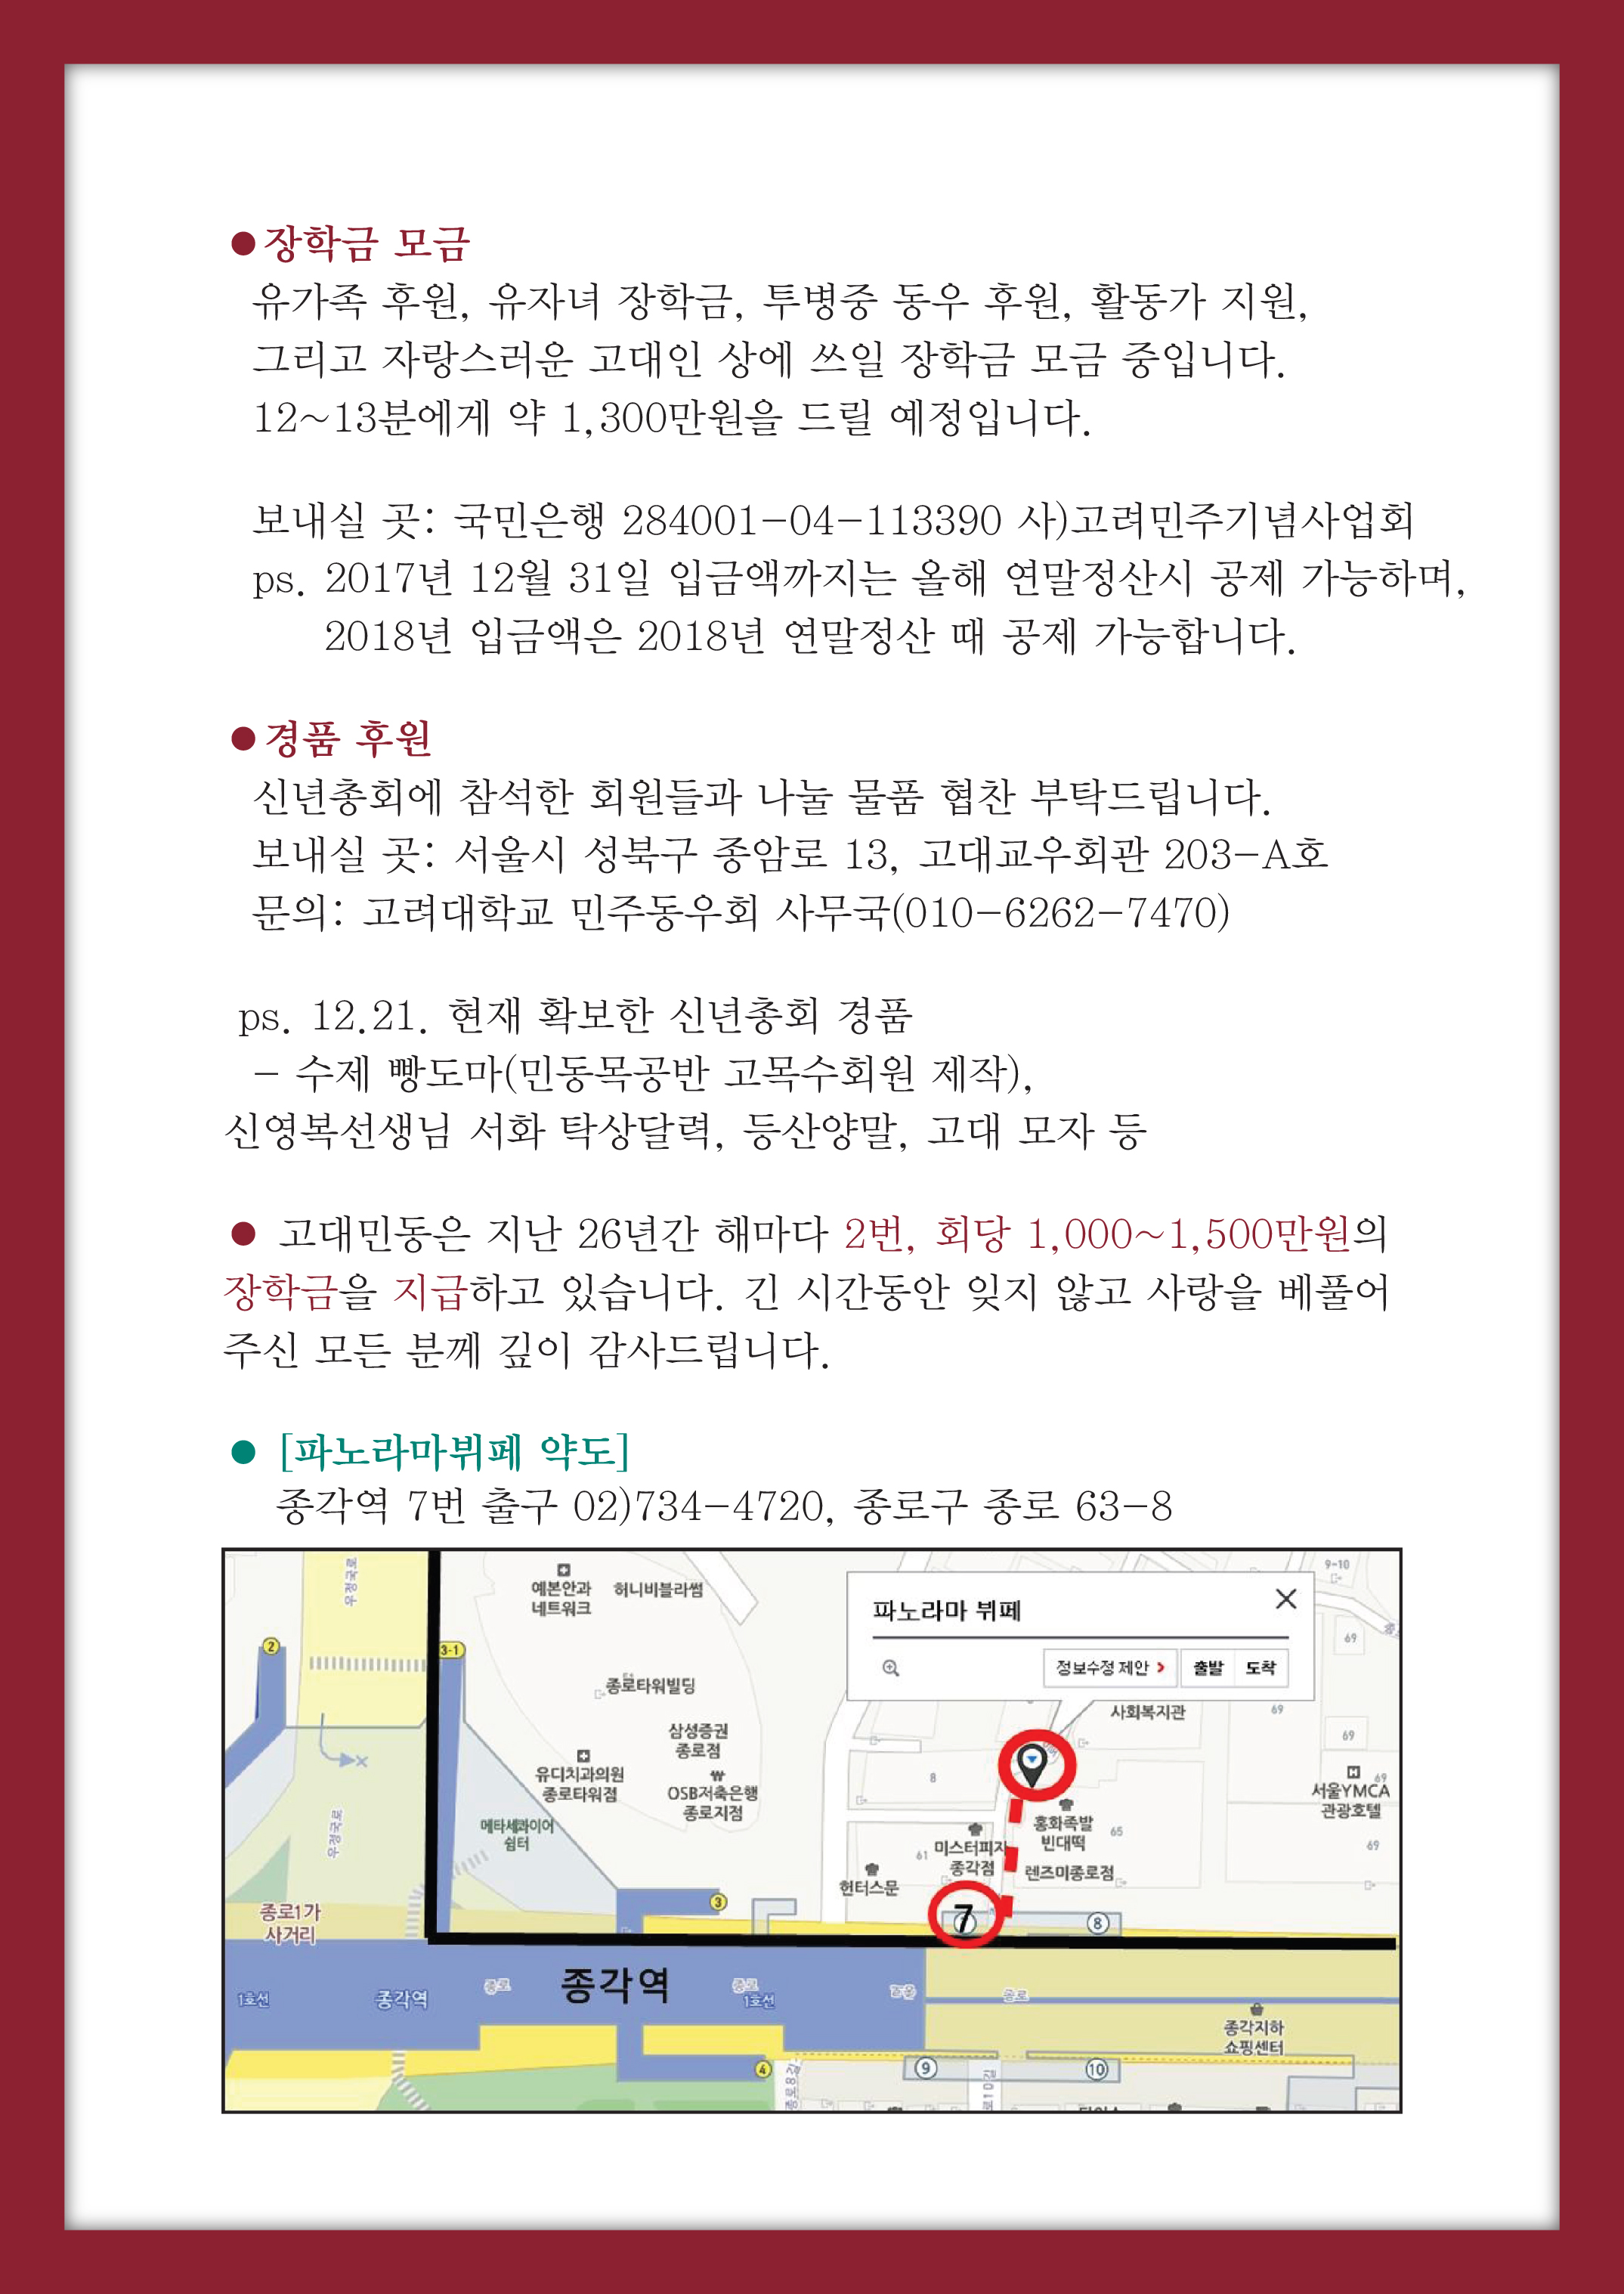 ●장학금 모금
유가족 후원, 유자녀 장학금, 투병중 동우 후원, 활동가 지원,
그리고 자랑스러운 고대인 상에 쓰일 장학금 모금 중입니다.
12~13분에게 약 1,300만원을 드릴 예정입니다.
보내실 곳: 국민은행 284001-04-113390 사)고려민주기념사업회
ps. 2017년 12월 31일 입금액까지는 올해 연말정산시 공제 가능하며,
2018년 입금액은 2018년 연말정산 때 공제 가능합니다.
●경품 후원
신년총회에 참석한 회원들과 나눌 물품 협찬 부탁드립니다.
보내실 곳: 서울시 성북구 종암로 13, 고대교우회관 203-A호
문의: 고려대학교 민주동우회 사무국(010-6262-7470)
ps. 12.21. 현재 확보한 신년총회 경품
- 수제 빵도마(민동목공반 고목수회원 제작),
신영복선생님 서화 탁상달력, 등산양말, 고대 모자 등
● 고대민동은 지난 26년간 해마다 2번, 회당 1,000~1,500만원의
장학금을 지급하고 있습니다. 긴 시간동안 잊지 않고 사랑을 베풀어
주신 모든 분께 깊이 감사드립니다.
● [파노라마뷔페 약도]
종각역 7번 출구 02)734-4720, 종로구 종로 63-8
우정국로
예본안과
네트워크
허니비블라썸
9-10
파노라마 뷔페
정보수정 제안
출발
도착
69
2
3-1
종로타워빌딩
사회복지관
69
69
삼성증권
종로점
유디치과의원
종로타워점
OSB저축은행
종로지점
8
69
서울YMCA
관광호텔
우정국로
메타세콰이어
쉼터
홍화족발
빈대떡
65
미스터피자
종각점
61
렌즈미종로점
69
헌터스문
3
종로1가
사거리
7
8
종각역
1호선
종각역
종로
종로
1호선
종로
종로
종각지하
쇼핑센터
4
종로8길
9
10
로10길